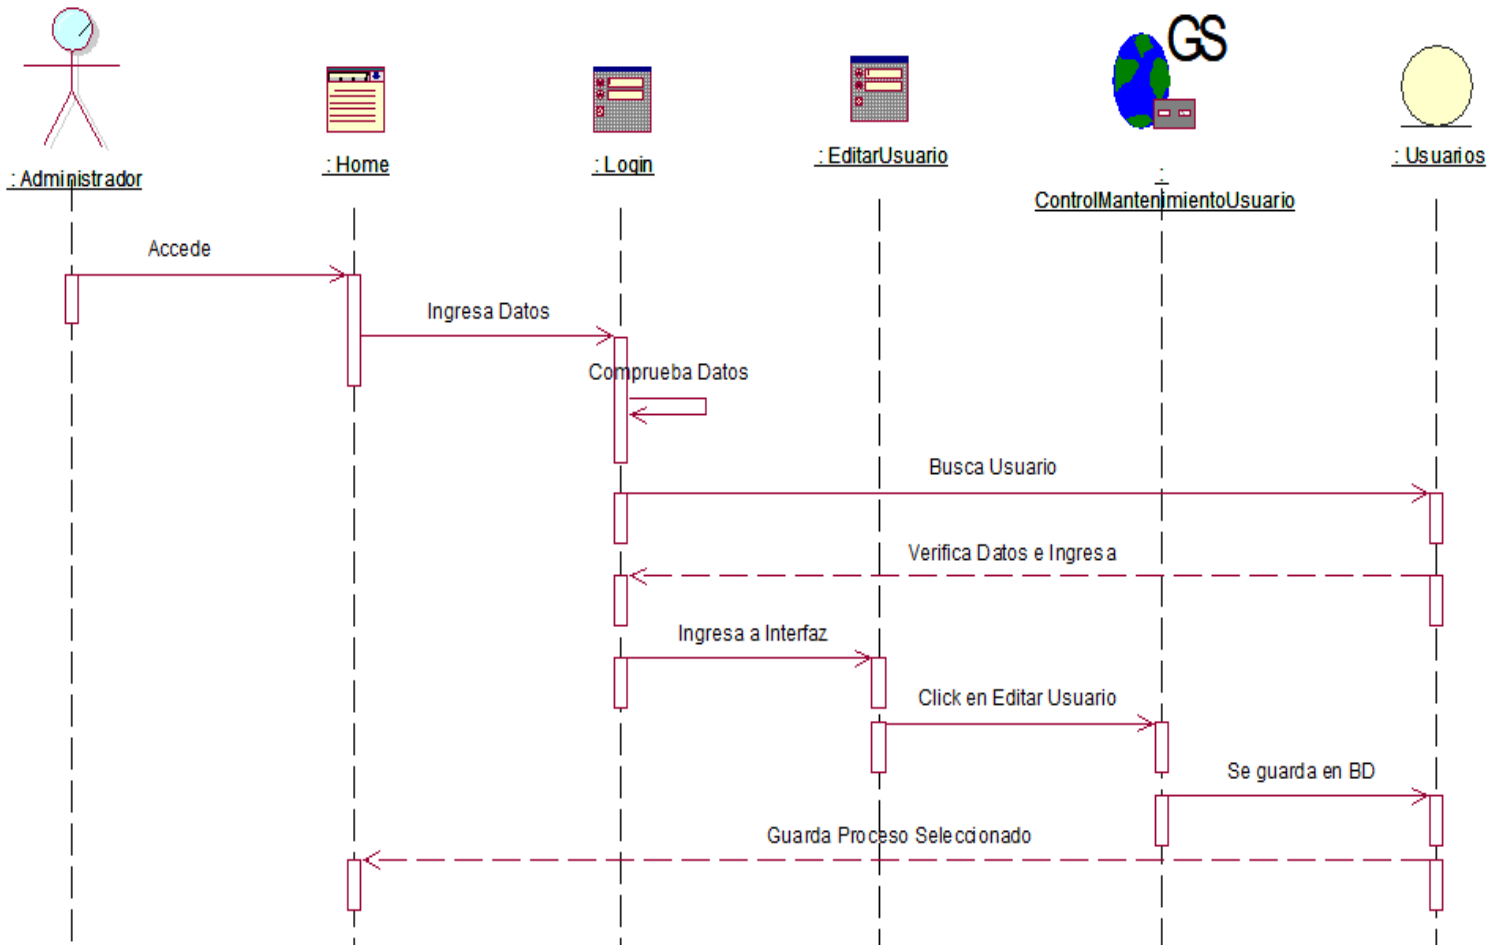 GS
: Administrador
: Home
: Login
: EditarUsuario
:
ControlMantenimientoUsuario
: Usuarios
Accede
Ingresa Datos
Comprueba Datos
Busca Usuario
Verifica Datos e Ingresa
Ingresa a Interfaz
Click en Editar Usuario
Se guarda en BD
Guarda Proceso Seleccionado